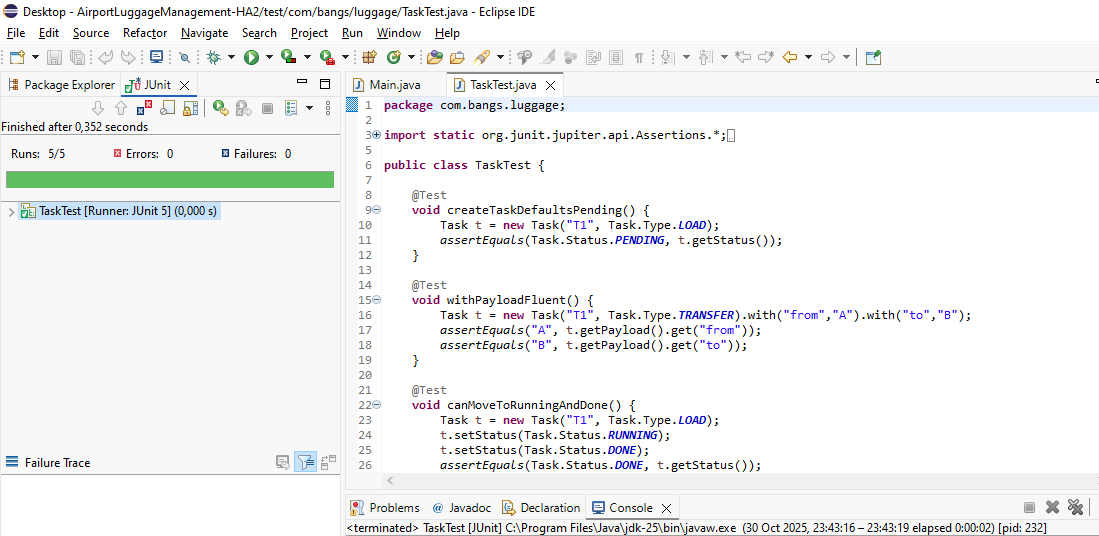 Desktop - AirportLuggageManagement-HA2/test/com/bangs/luggage/TaskTest.java - Eclipse IDE
File Edit Source Refactor Navigate Search Project Run Window Help
Package Explorer JUnit
Finished after 0,352 seconds
Runs: 5/5 Errors: 0 Failures: 0
TaskTest [Runner: JUnit 5] (0,000 s)
Failure Trace
Main.java TaskTest.java
1 package com.bangs.luggage;
2
3 import static org.junit.jupiter.api.Assertions.*;
5
6 public class TaskTest {
7
8 @Test
9 void createTaskDefaultsPending() {
10 Task t = new Task("T1", Task.Type.LOAD);
11 assertEquals(Task.Status.PENDING, t.getStatus());
12 }
13
14 @Test
15 void withPayloadFluent() {
16 Task t = new Task("T1", Task.Type.TRANSFER).with("from","A").with("to","B");
17 assertEquals("A", t.getPayload().get("from"));
18 assertEquals("B", t.getPayload().get("to"));
19 }
20
21 @Test
22 void canMoveToRunningAndDone() {
23 Task t = new Task("T1", Task.Type.LOAD);
24 t.setStatus(Task.Status.RUNNING);
25 t.setStatus(Task.Status.DONE);
26 assertEquals(Task.Status.DONE, t.getStatus());
Problems @ Javadoc Declaration Console
<terminated> TaskTest [JUnit] C:\Program Files\Java\jdk-25\bin\javaw.exe (30 Oct 2025, 23:43:16 – 23:43:19 elapsed 0:00:02) [pid: 232]